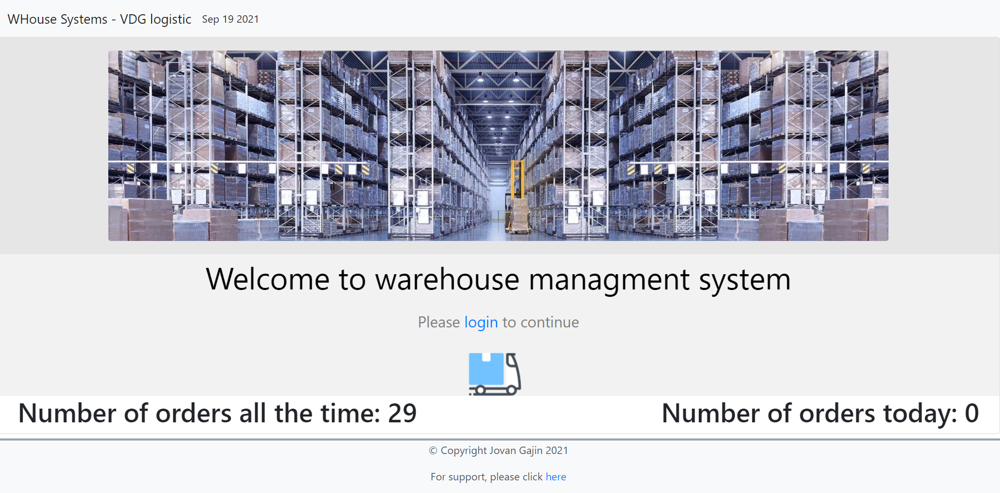 WHouse Systems - VDG logistic Sep 19 2021
Welcome to warehouse managment system
Please login to continue
Number of orders all the time: 29
Number of orders today: 0
© Copyright Jovan Gajin 2021
For support, please click here